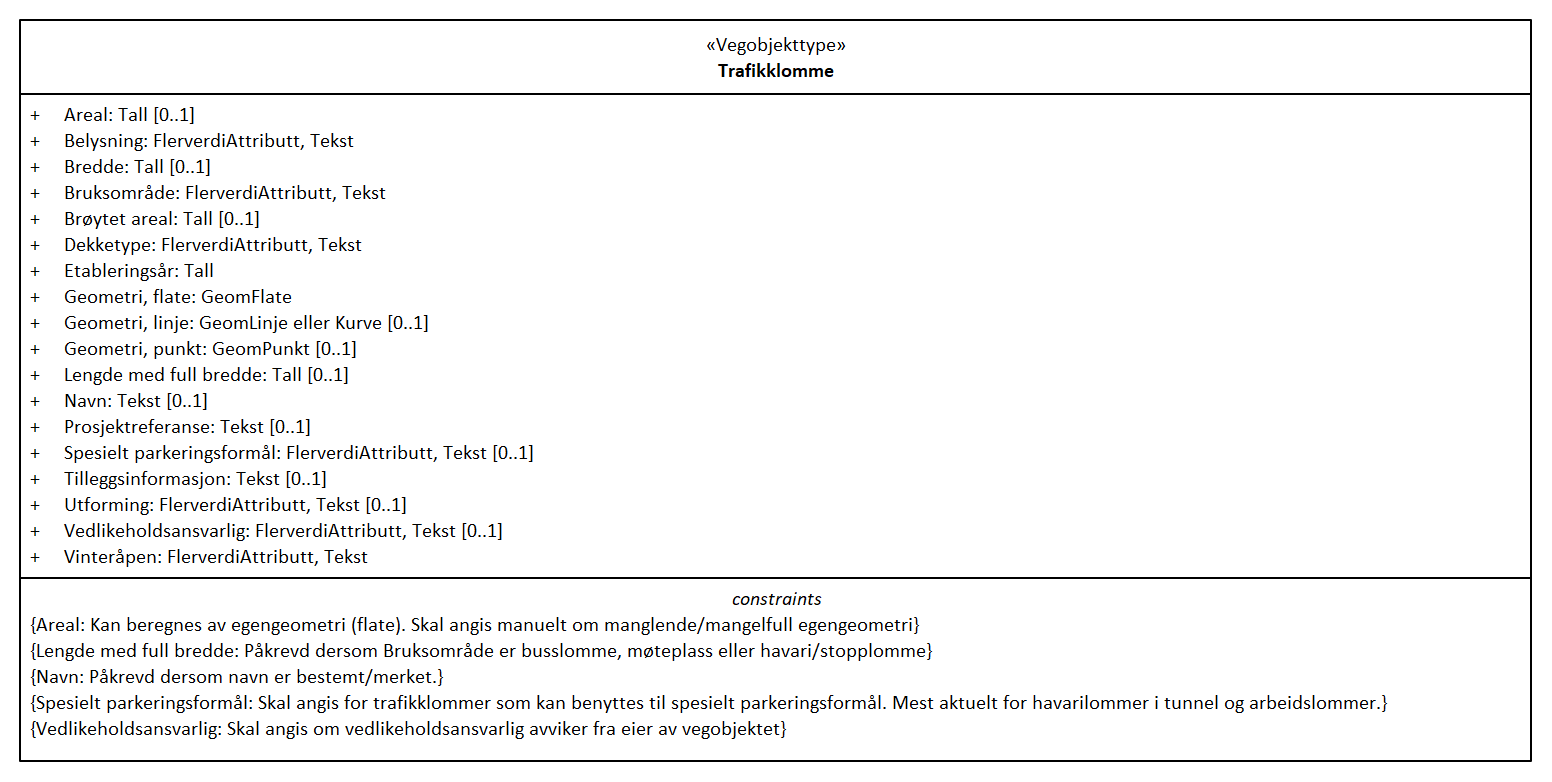 «Vegobjekttype»
Trafikklomme
+ Areal: Tall [0..1]
+ Belysning: FlerverdiAttributt, Tekst
+ Bredde: Tall [0..1]
+ Bruksområde: FlerverdiAttributt, Tekst
+ Brøytet areal: Tall [0..1]
+ Dekketype: FlerverdiAttributt, Tekst
+ Etableringsår: Tall
+ Geometri, flate: GeomFlate
+ Geometri, linje: GeomLinje eller Kurve [0..1]
+ Geometri, punkt: GeomPunkt [0..1]
+ Lengde med full bredde: Tall [0..1]
+ Navn: Tekst [0..1]
+ Prosjektreferanse: Tekst [0..1]
+ Spesielt parkeringsformål: FlerverdiAttributt, Tekst [0..1]
+ Tilleggsinformasjon: Tekst [0..1]
+ Utforming: FlerverdiAttributt, Tekst [0..1]
+ Vedlikeholdsansvarlig: FlerverdiAttributt, Tekst [0..1]
+ Vinteråpen: FlerverdiAttributt, Tekst
constraints
{Areal: Kan beregnes av egengeometri (flate). Skal angis manuelt om manglende/mangelfull egengeometri}
{Lengde med full bredde: Påkrevd dersom Bruksområde er busslomme, møteplass eller havari/stopplomme}
{Navn: Påkrevd dersom navn er bestemt/merket.}
{Spesielt parkeringsformål: Skal angis for trafikklommer som kan benyttes til spesielt parkeringsformål. Mest aktuelt for havarilommer i tunnel og arbeidslommer.}
{Vedlikeholdsansvarlig: Skal angis om vedlikeholdsansvarlig avviker fra eier av vegobjektet}